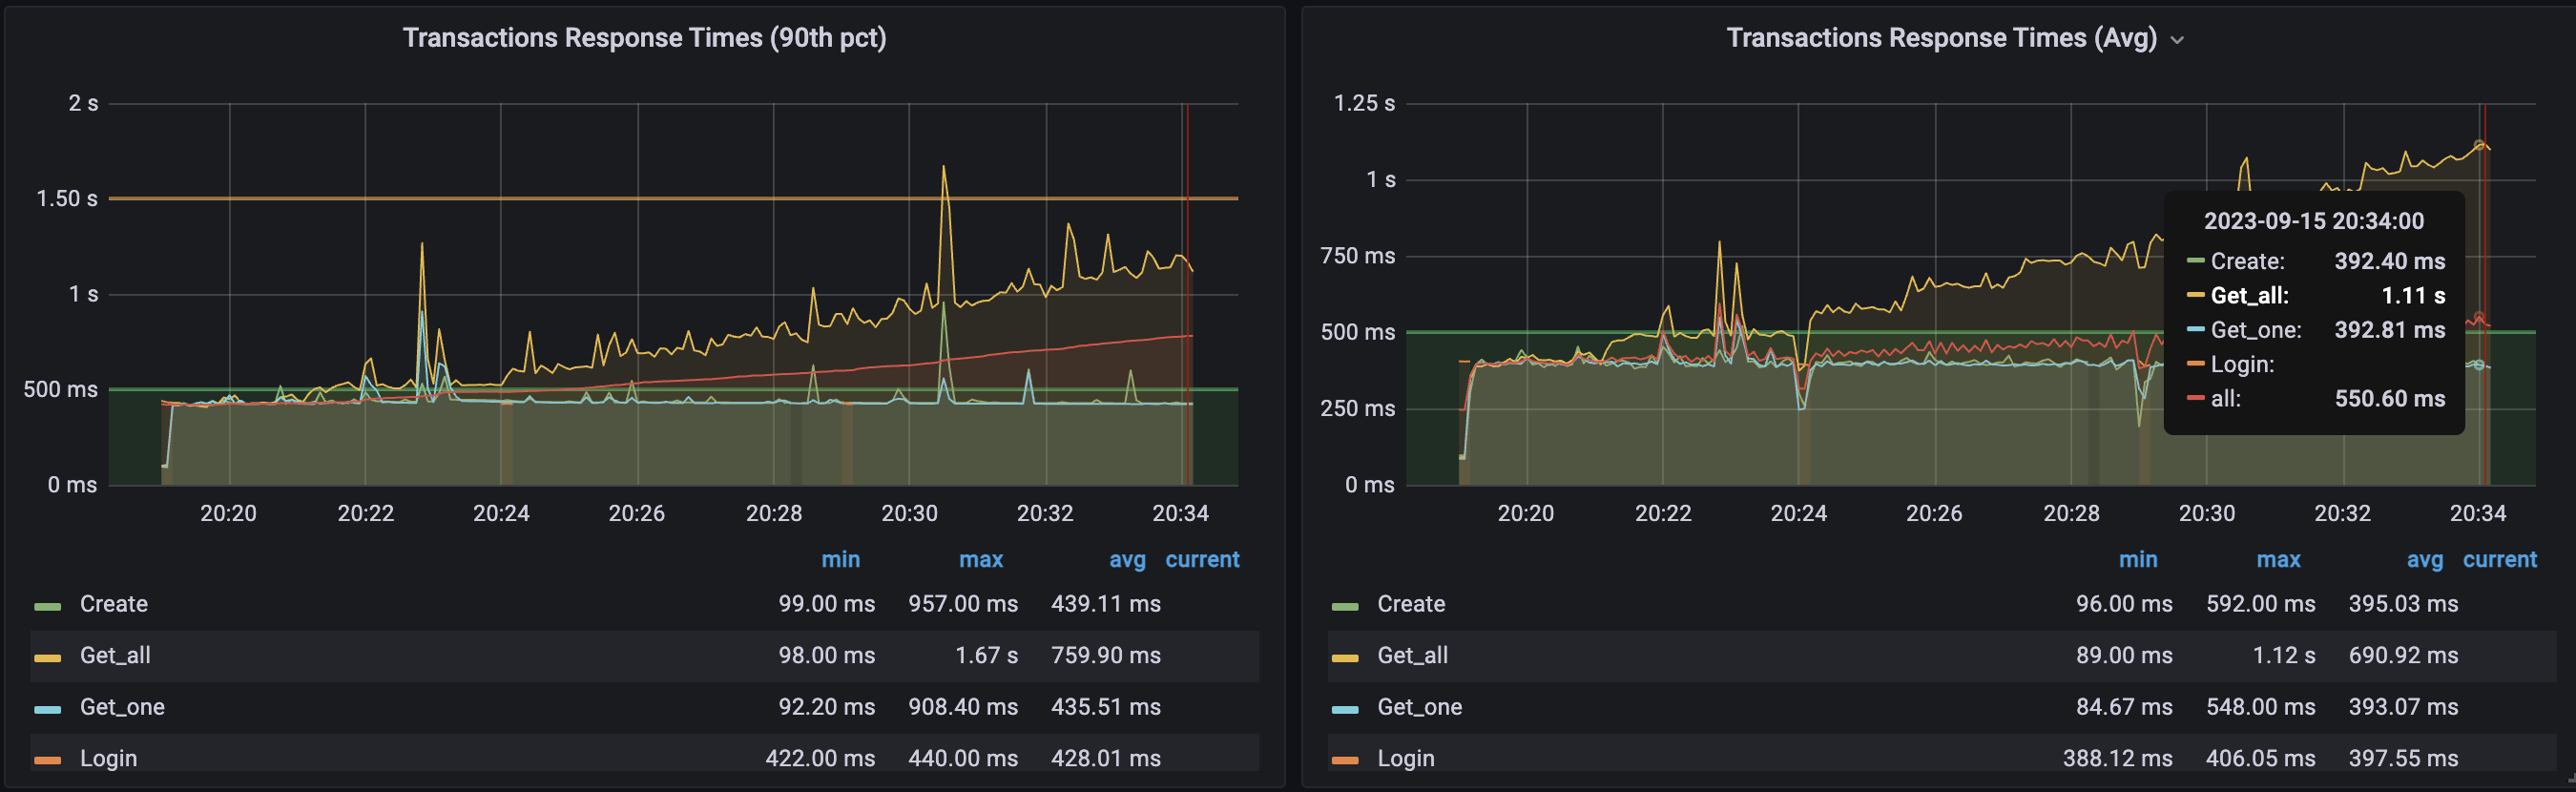 Transactions Response Times (90th pct)
2 s
1.50 s
1 s
500 ms
0 ms
20:20 20:22 20:24 20:26 20:28 20:30 20:32 20:34
min max avg current
Create 99.00 ms 957.00 ms 439.11 ms
Get_all 98.00 ms 1.67 s 759.90 ms
Get_one 92.20 ms 908.40 ms 435.51 ms
Login 422.00 ms 440.00 ms 428.01 ms
Transactions Response Times (Avg)
1.25 s
1 s
750 ms
500 ms
250 ms
0 ms
20:20 20:22 20:24 20:26 20:28 20:30 20:32 20:34
2023-09-15 20:34:00
Create: 392.40 ms
Get_all: 1.11 s
Get_one: 392.81 ms
Login:
all: 550.60 ms
min max avg current
Create 96.00 ms 592.00 ms 395.03 ms
Get_all 89.00 ms 1.12 s 690.92 ms
Get_one 84.67 ms 548.00 ms 393.07 ms
Login 388.12 ms 406.05 ms 397.55 ms